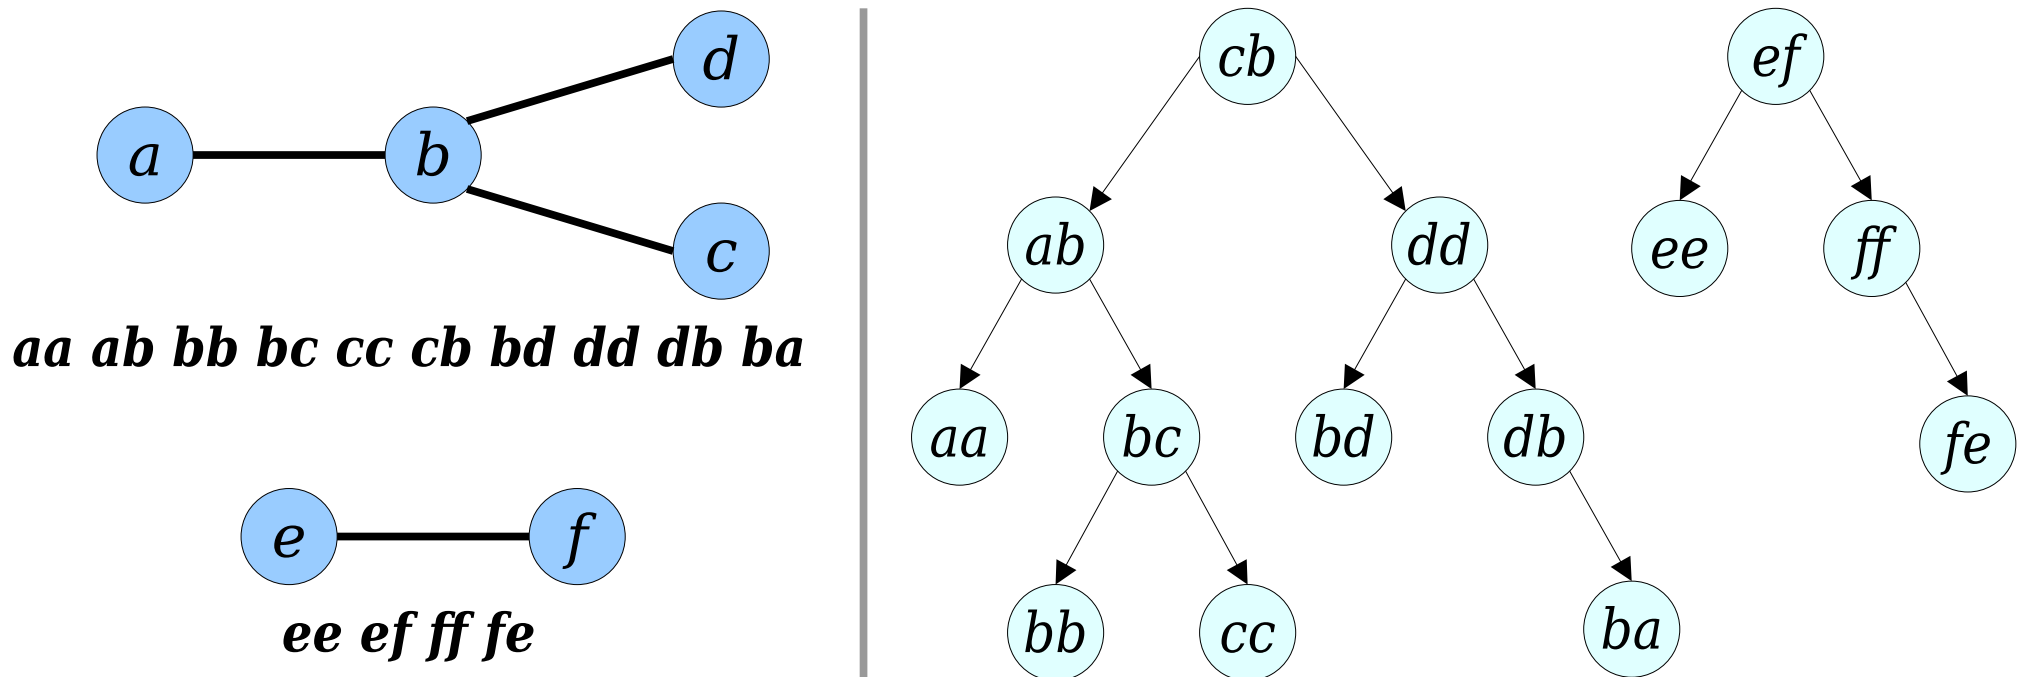 d
a b
c
aa ab bb bc cc cb bd dd db ba
e f
ee ef ff fe
cb ef
ab dd ee ff
aa bc bd db fe
bb cc ba